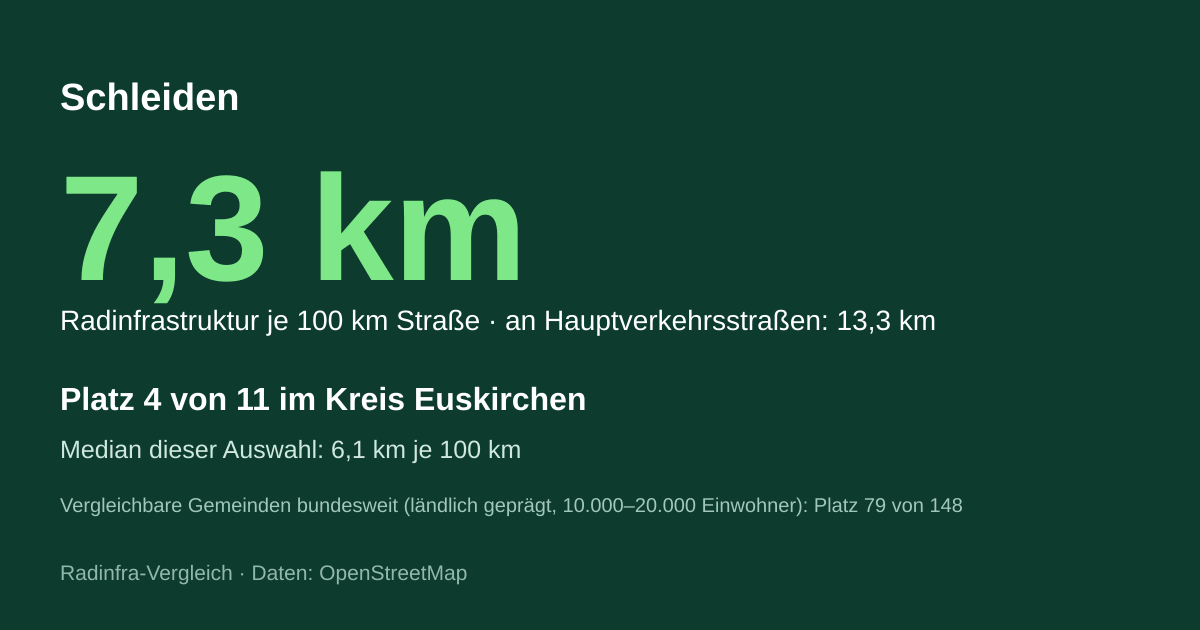 Schleiden
7,3 km
Radinfrastruktur je 100 km Straße · an Hauptverkehrsstraßen: 13,3 km
Platz 4 von 11 im Kreis Euskirchen
Median dieser Auswahl: 6,1 km je 100 km
Vergleichbare Gemeinden bundesweit (ländlich geprägt, 10.000–20.000 Einwohner): Platz 79 von 148
Radinfra-Vergleich · Daten: OpenStreetMap